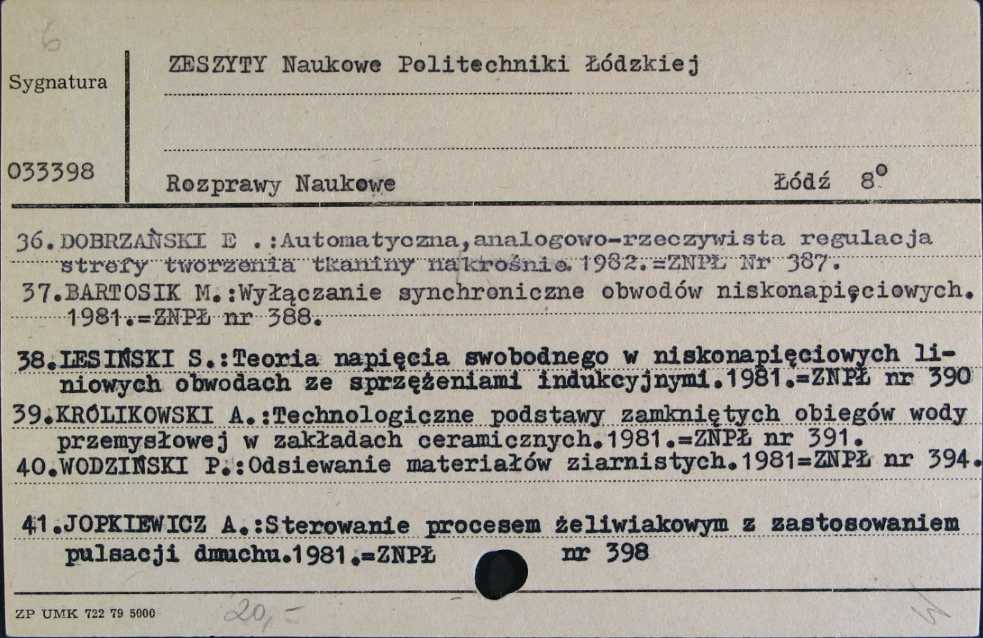 6
ZESZYTY Naukowe Politechniki Łódzkiej
Sygnatura
033398
Rozprawy Naukowe Łódź 8°
36.DOBRZAŃSKI E .:Automatyczna,analogowo-rzeczywista regulacja
strefy tworzenia tkaniny nakrośnie.1982.=ZNPŁ Nr 387.
37.BARTOSIK M.:Wyłączanie synchroniczne obwodów niskonapięciowych.
1981.=ZNPŁ nr 388.
38.LESIŃSKI S.:Teoria napięcia swobodnego w niskonapięciowych li-
niowych obwodach ze sprzężeniami indukcyjnymi.1981.=ZNPŁ nr 390
39.KRÓLIKOWSKI A.:Technologiczne podstawy zamkniętych obiegów wody
przemysłowej w zakładach ceramicznych.1981.=ZNPŁ nr 391.
40.WODZIŃSKI P.:Odsiewanie materiałów ziarnistych.1981=ZNPŁ nr 394.
41.JOPKIEWICZ A.:Sterowanie procesem żeliwiakowym z zastosowaniem
pulsacji dmuchu.1981.=ZNPŁ nr 398
ZP UMK 722 79 5000
20,-